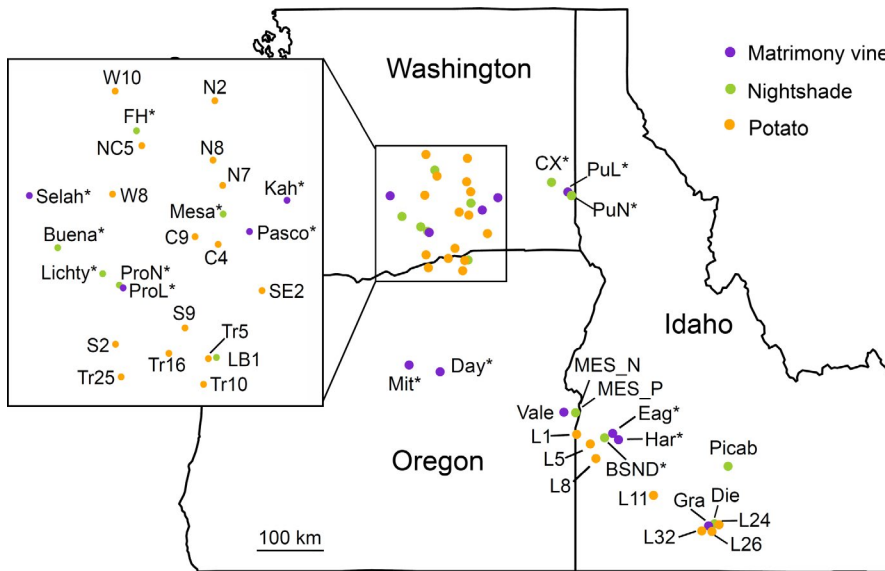 Washington
Matrimony vine
Nightshade
Potato
W10
N2
FH*
NC5
N8
N7
Selah*
W8
Kah*
Mesa*
Buena*
C9
Pasco*
C4
Lichty*
ProN*
ProL*
SE2
S9
Tr5
S2
Tr16
LB1
Tr25
Tr10
CX*
PuL*
PuN*
Idaho
Mit*
Day*
MES_N
MES_P
Vale
Eag*
L1
Har*
L5
BSND*
L8
Picab
Oregon
L11
Gra
Die
L24
L32
L26
100 km